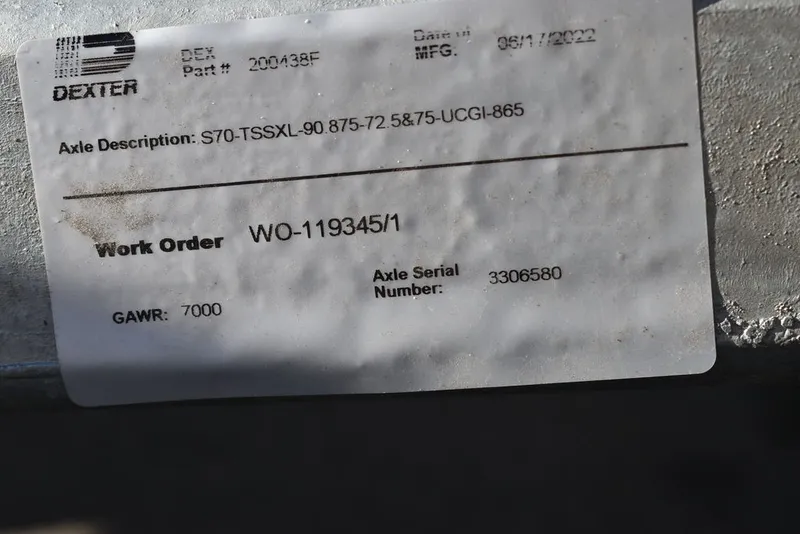 DEXTER
DEX
Part # 200438F
Date of
MFG. 06/17/2022
Axle Description: S70-TSSXL-90.875-72.5&75-UCGI-865
Work Order WO-119345/1
Axle Serial
Number: 3306580
GAWR: 7000